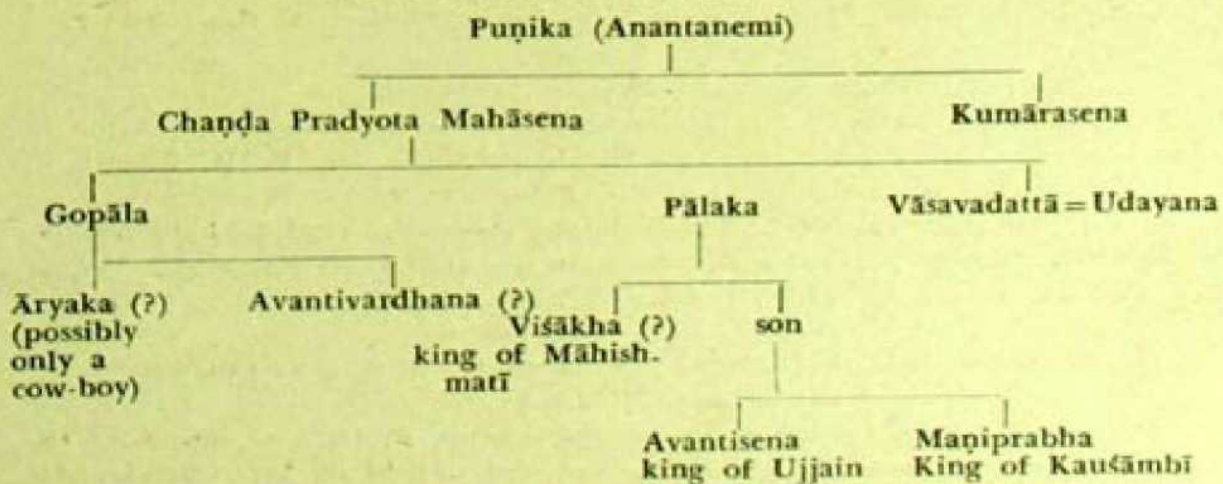 Puṇika (Anantanemi)
Chaṇḍa Pradyota Mahāsena
Kumārasena
Gopāla
Pālaka
Vāsavadattā = Udayana
Āryaka (?)
(possibly
only a
cow-boy)
Avantivardhana (?)
Viśākha (?)
king of Māhish-
matī
son
Avantisena
king of Ujjain
Maṇiprabha
King of Kauśāmbī